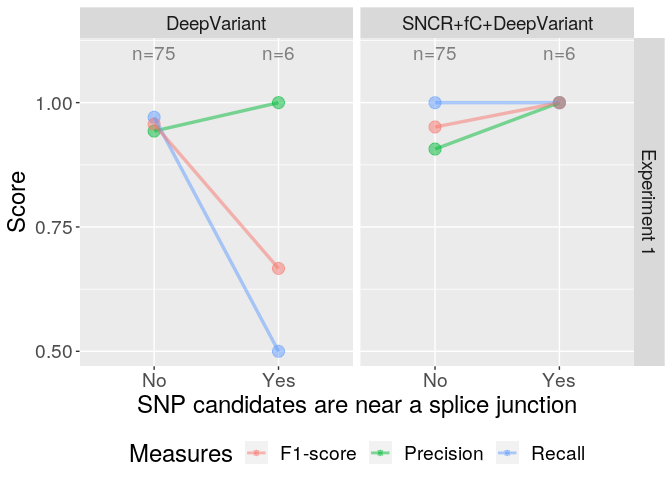 DeepVariant
SNCR+fC+DeepVariant
n=75
n=6
n=75
n=6
Experiment 1
Score
1.00
0.75
0.50
No
Yes
No
Yes
SNP candidates are near a splice junction
Measures
F1-score
Precision
Recall